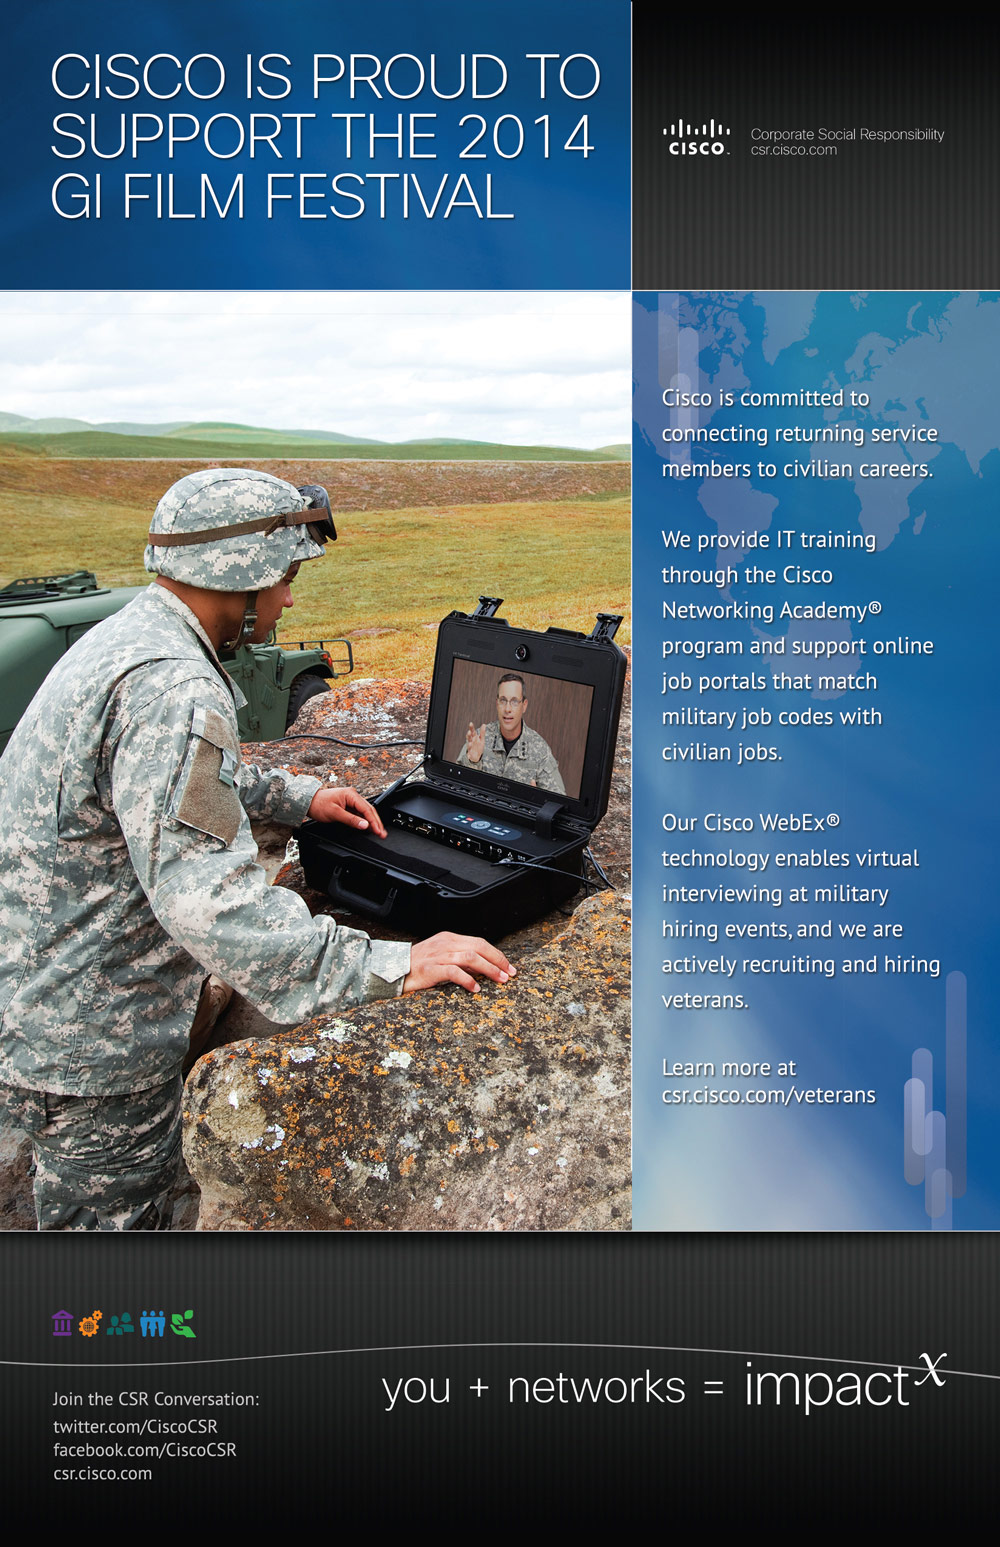 CISCO IS PROUD TO
SUPPORT THE 2014
GI FILM FESTIVAL
CISCO.
Corporate Social Responsibility
csr.cisco.com
Cisco is committed to
connecting returning service
members to civilian careers.
We provide IT training
through the Cisco
Networking Academy®
program and support online
job portals that match
military job codes with
civilian jobs.
Our Cisco WebEx®
technology enables virtual
interviewing at military
hiring events, and we are
actively recruiting and hiring
veterans.
Learn more at
csr.cisco.com/veterans
you + networks = impactx
Join the CSR Conversation:
twitter.com/CiscoCSR
facebook.com/CiscoCSR
csr.cisco.com